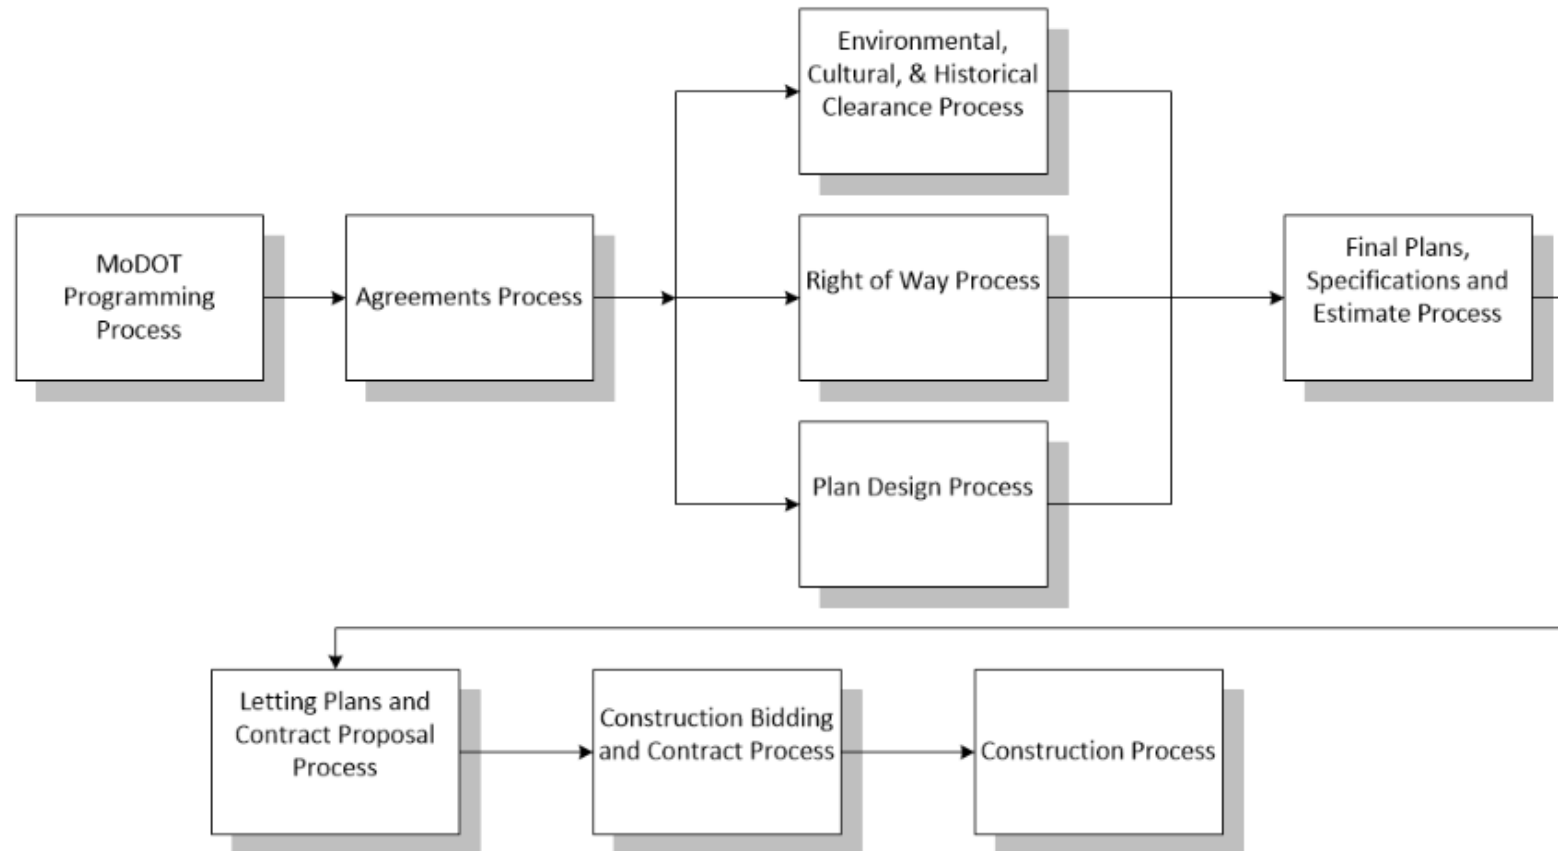 Environmental,
Cultural, & Historical
Clearance Process
MoDOT
Programming
Process
Agreements Process
Right of Way Process
Final Plans,
Specifications and
Estimate Process
Plan Design Process
Letting Plans and
Contract Proposal
Process
Construction Bidding
and Contract Process
Construction Process